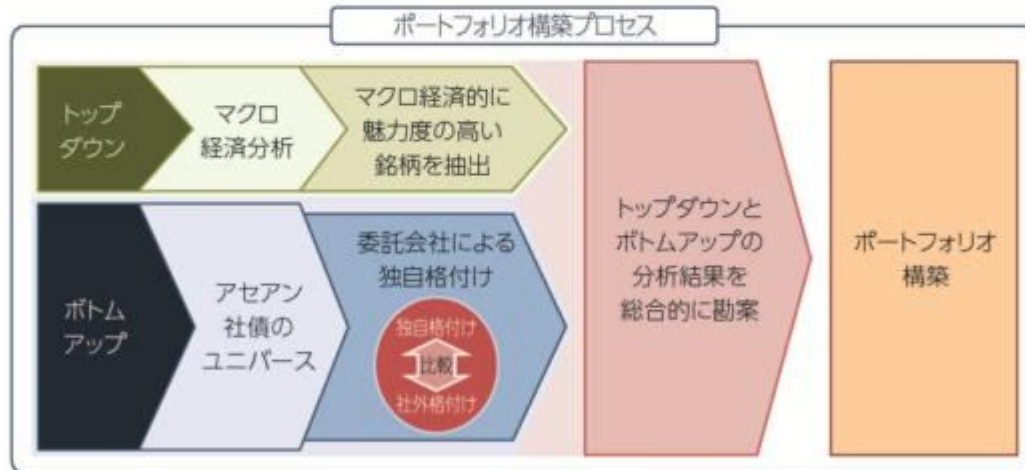 ポートフォリオ構築プロセス
トップ
ダウン
マクロ
経済分析
マクロ経済的に
魅力度の高い
銘柄を抽出
ボトム
アップ
アセアン
社債の
ユニバース
委託会社による
独自格付け
独自格付け
比較
社外格付け
トップダウンと
ボトムアップの
分析結果を
総合的に勘案
ポートフォリオ
構築